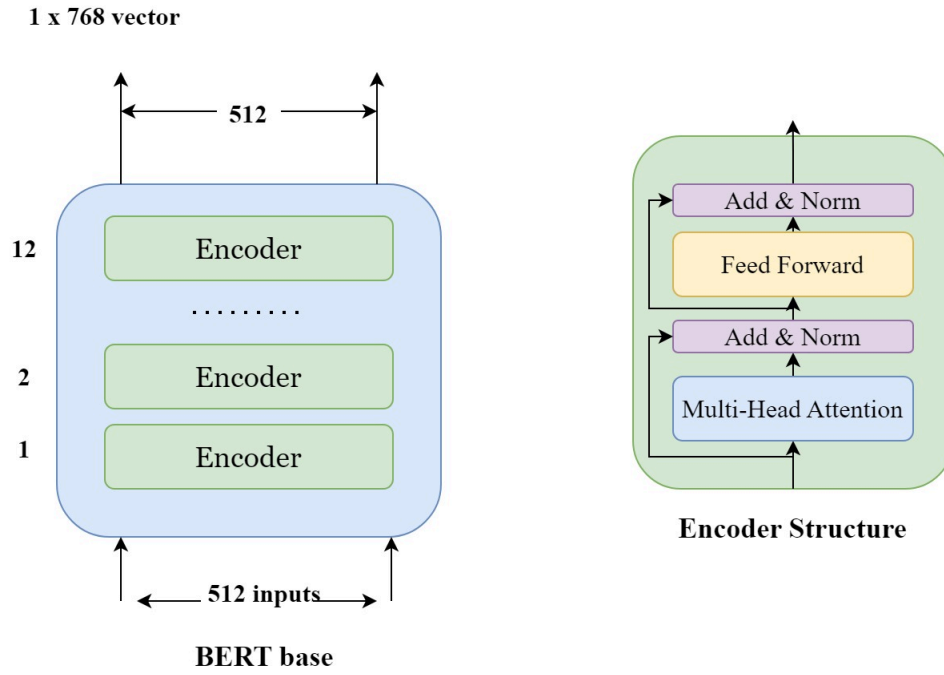 1 x 768 vector
512
12
Encoder
.........
2
Encoder
1
Encoder
512 inputs
BERT base
Add & Norm
Feed Forward
Add & Norm
Multi-Head Attention
Encoder Structure